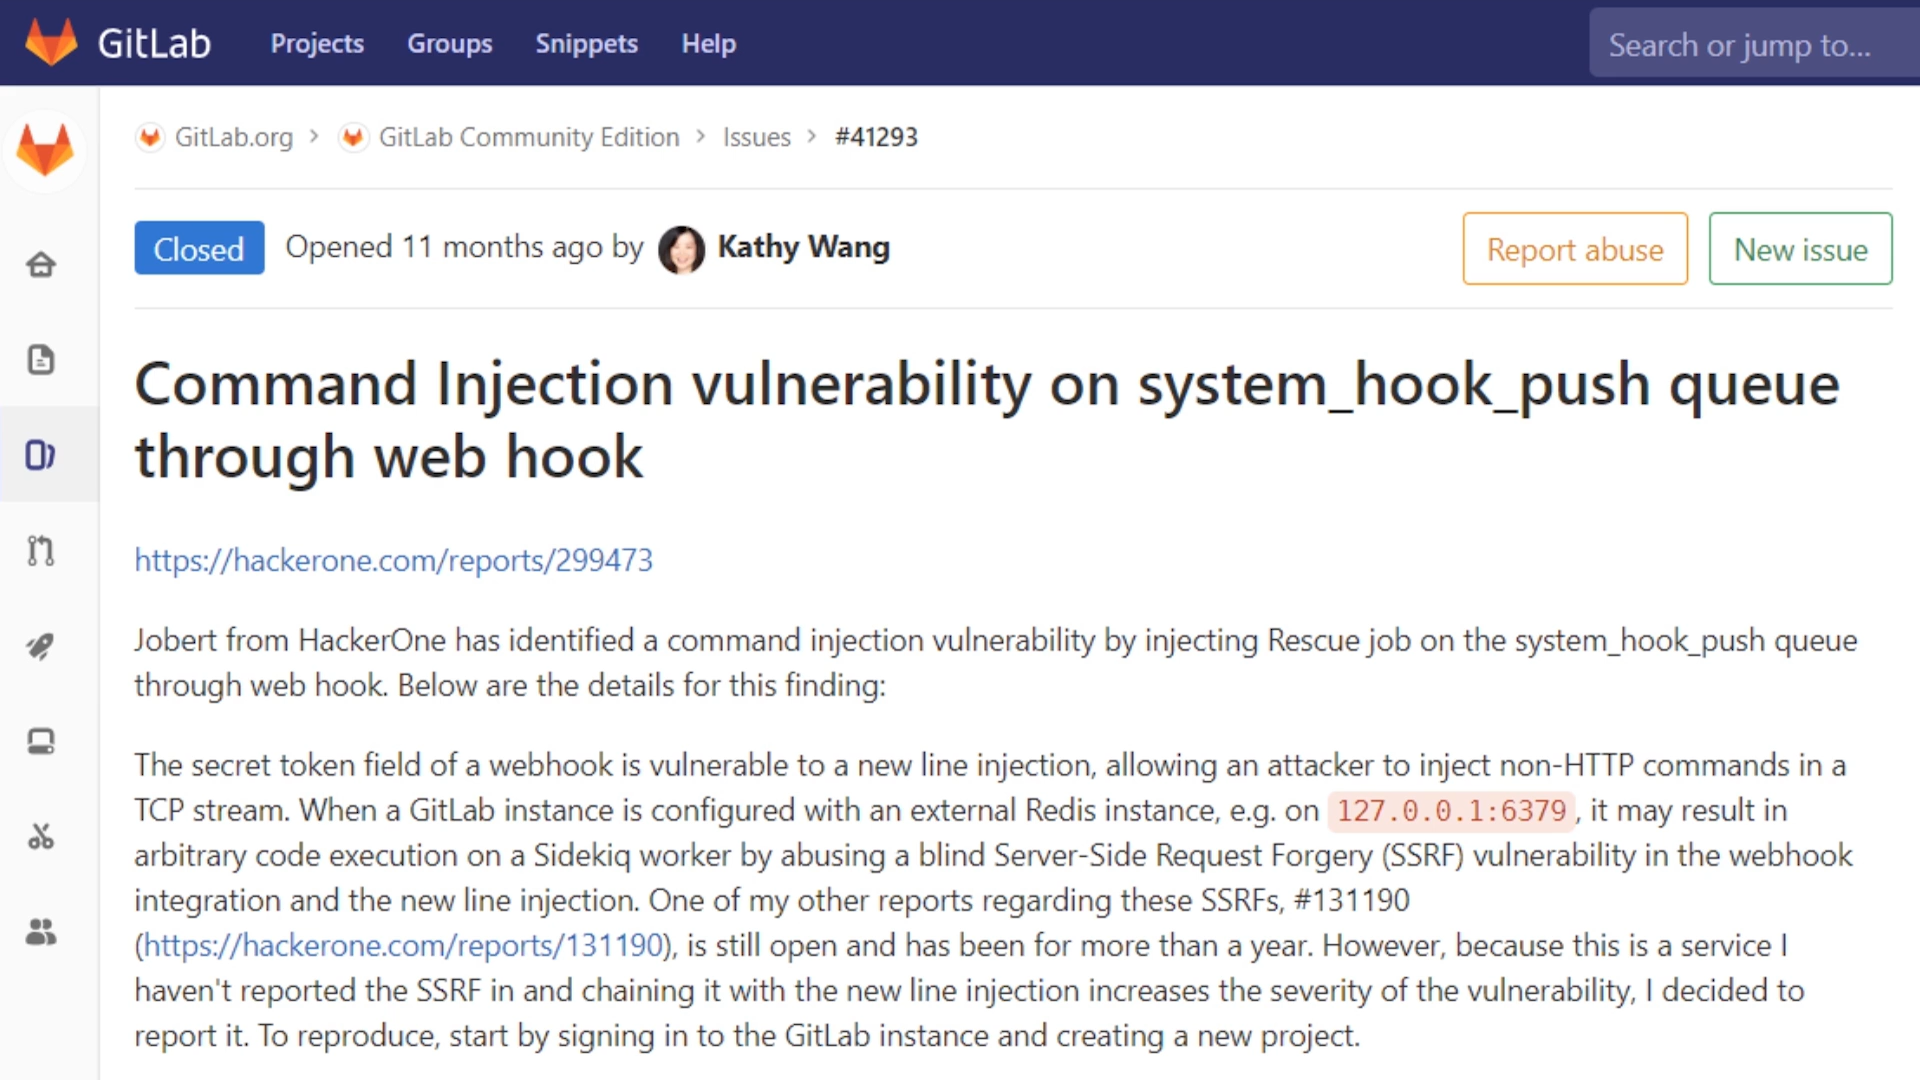 GitLab Projects Groups Snippets Help Search or jump to...
GitLab.org > GitLab Community Edition > Issues > #41293
Closed Opened 11 months ago by Kathy Wang Report abuse New issue
Command Injection vulnerability on system_hook_push queue
through web hook
https://hackerone.com/reports/299473
Jobert from HackerOne has identified a command injection vulnerability by injecting Rescue job on the system_hook_push queue
through web hook. Below are the details for this finding:
The secret token field of a webhook is vulnerable to a new line injection, allowing an attacker to inject non-HTTP commands in a
TCP stream. When a GitLab instance is configured with an external Redis instance, e.g. on 127.0.0.1:6379, it may result in
arbitrary code execution on a Sidekiq worker by abusing a blind Server-Side Request Forgery (SSRF) vulnerability in the webhook
integration and the new line injection. One of my other reports regarding these SSRFs, #131190
(https://hackerone.com/reports/131190), is still open and has been for more than a year. However, because this is a service I
haven't reported the SSRF in and chaining it with the new line injection increases the severity of the vulnerability, I decided to
report it. To reproduce, start by signing in to the GitLab instance and creating a new project.